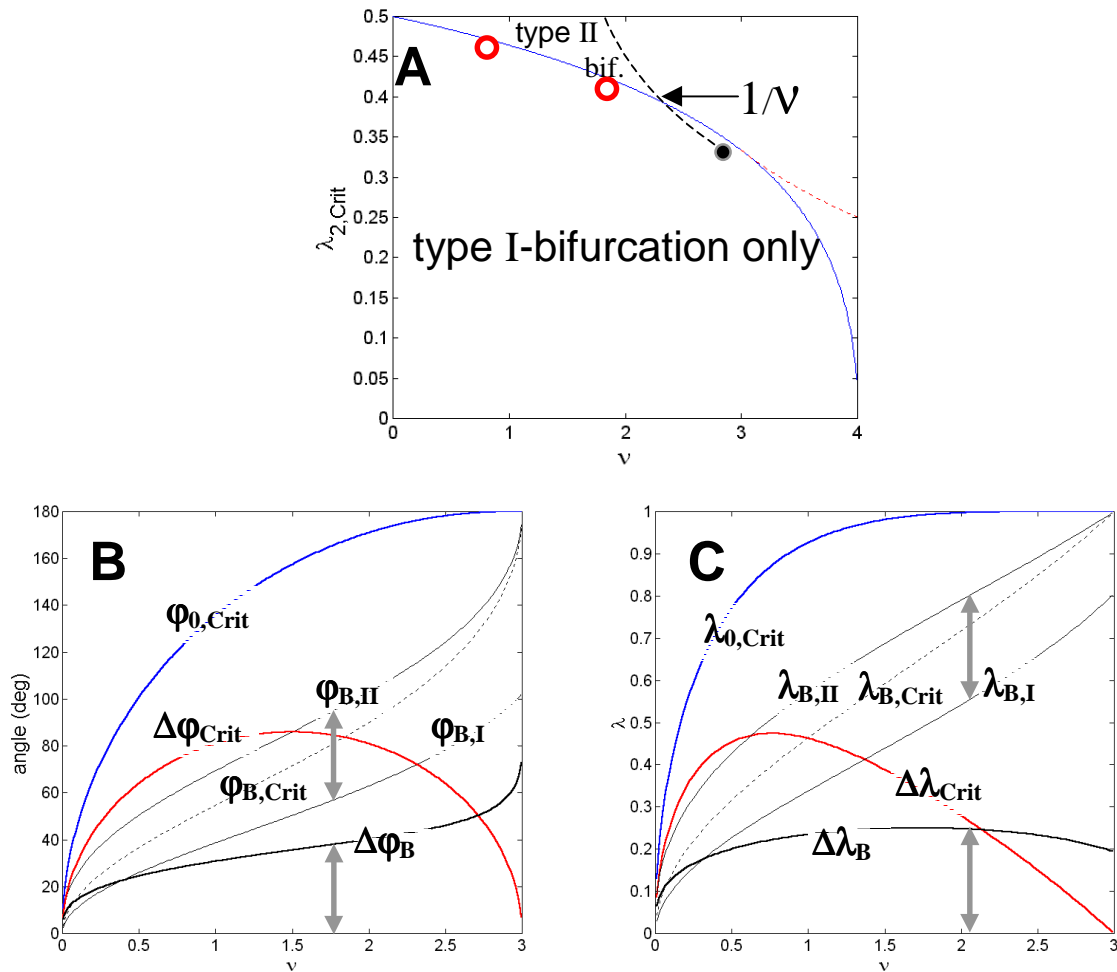 A
type II
bif.
1/ν
type I-bifurcation only
λ2,Crit
0.5
0.45
0.4
0.35
0.3
0.25
0.2
0.15
0.1
0.05
0
0 1 2 3 4
ν
B
φ0,Crit
φB,II
ΔφCrit
φB,I
φB,Crit
ΔφB
angle (deg)
180
160
140
120
100
80
60
40
20
0
0 0.5 1 1.5 2 2.5 3
ν
C
λ0,Crit
λB,II
λB,Crit
λB,I
ΔλCrit
ΔλB
λ
1
0.9
0.8
0.7
0.6
0.5
0.4
0.3
0.2
0.1
0
0 0.5 1 1.5 2 2.5 3
ν